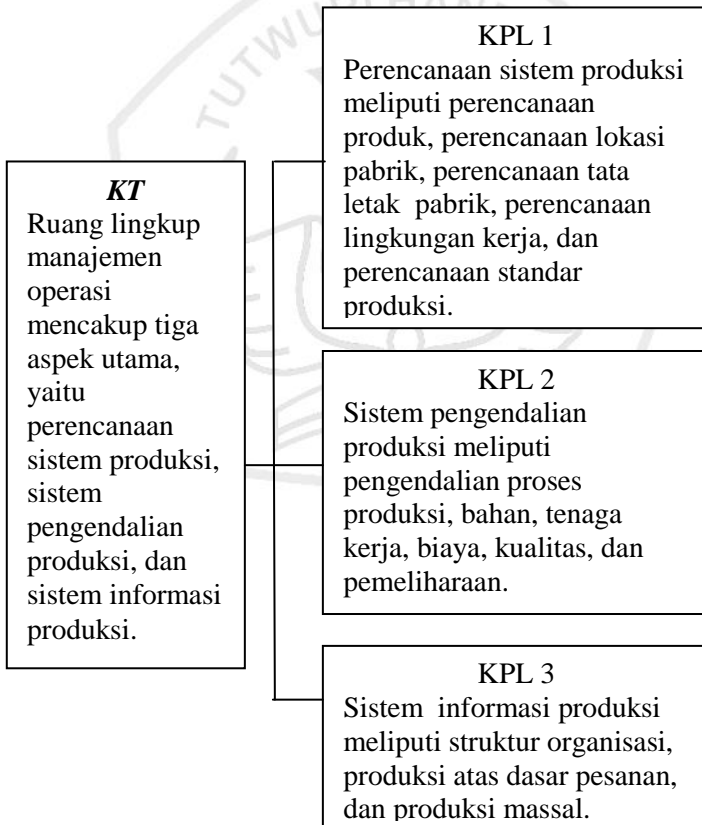 TUTWURI HANDAYANI
KT
Ruang lingkup
manajemen
operasi
mencakup tiga
aspek utama,
yaitu
perencanaan
sistem produksi,
sistem
pengendalian
produksi, dan
sistem informasi
produksi.
KPL 1
Perencanaan sistem produksi
meliputi perencanaan
produk, perencanaan lokasi
pabrik, perencanaan tata
letak pabrik, perencanaan
lingkungan kerja, dan
perencanaan standar
produksi.
KPL 2
Sistem pengendalian
produksi meliputi
pengendalian proses
produksi, bahan, tenaga
kerja, biaya, kualitas, dan
pemeliharaan.
KPL 3
Sistem informasi produksi
meliputi struktur organisasi,
produksi atas dasar pesanan,
dan produksi massal.